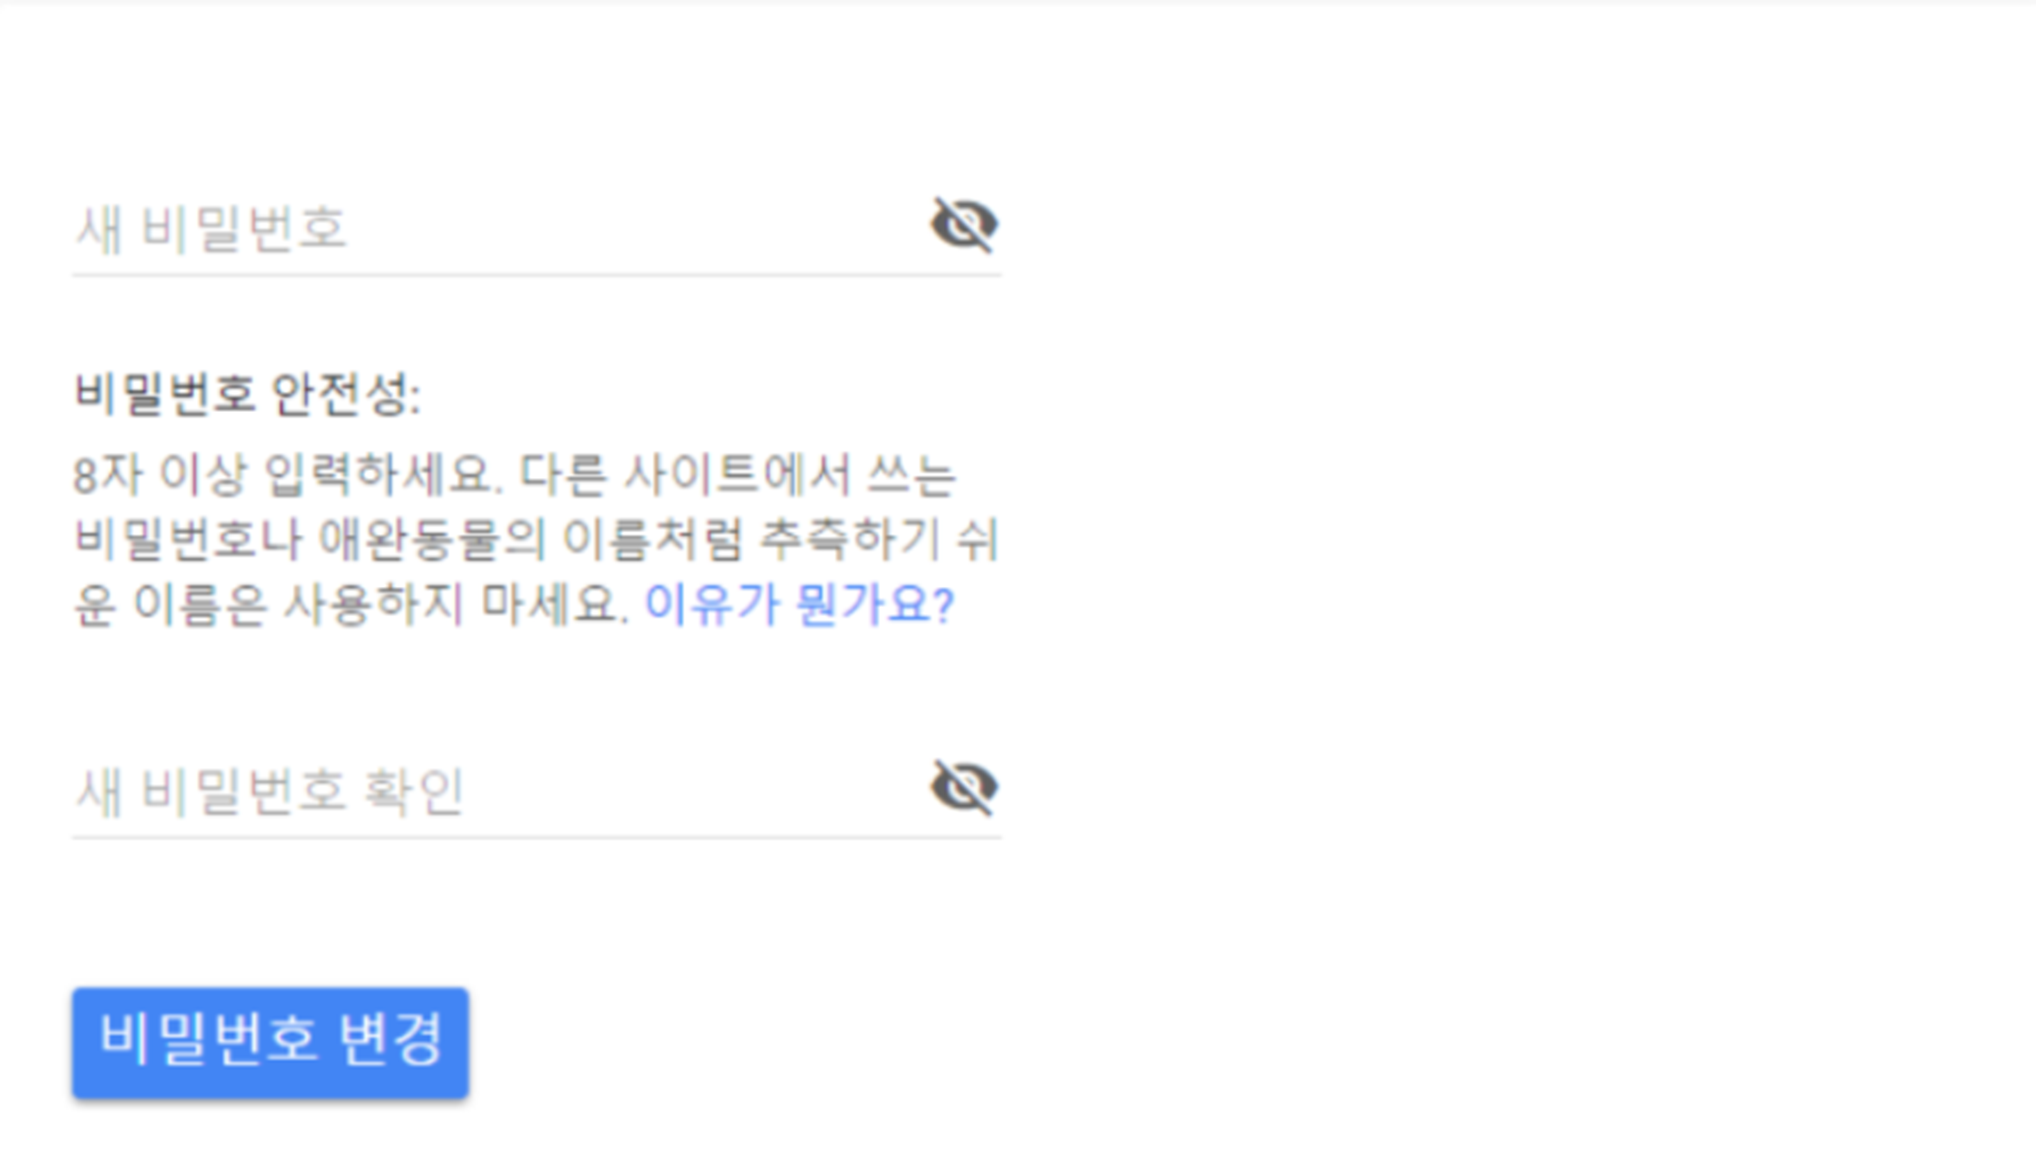 새 비밀번호
비밀번호 안전성:
8자 이상 입력하세요. 다른 사이트에서 쓰는
비밀번호나 애완동물의 이름처럼 추측하기 쉬
운 이름은 사용하지 마세요. 이유가 뭔가요?
새 비밀번호 확인
비밀번호 변경